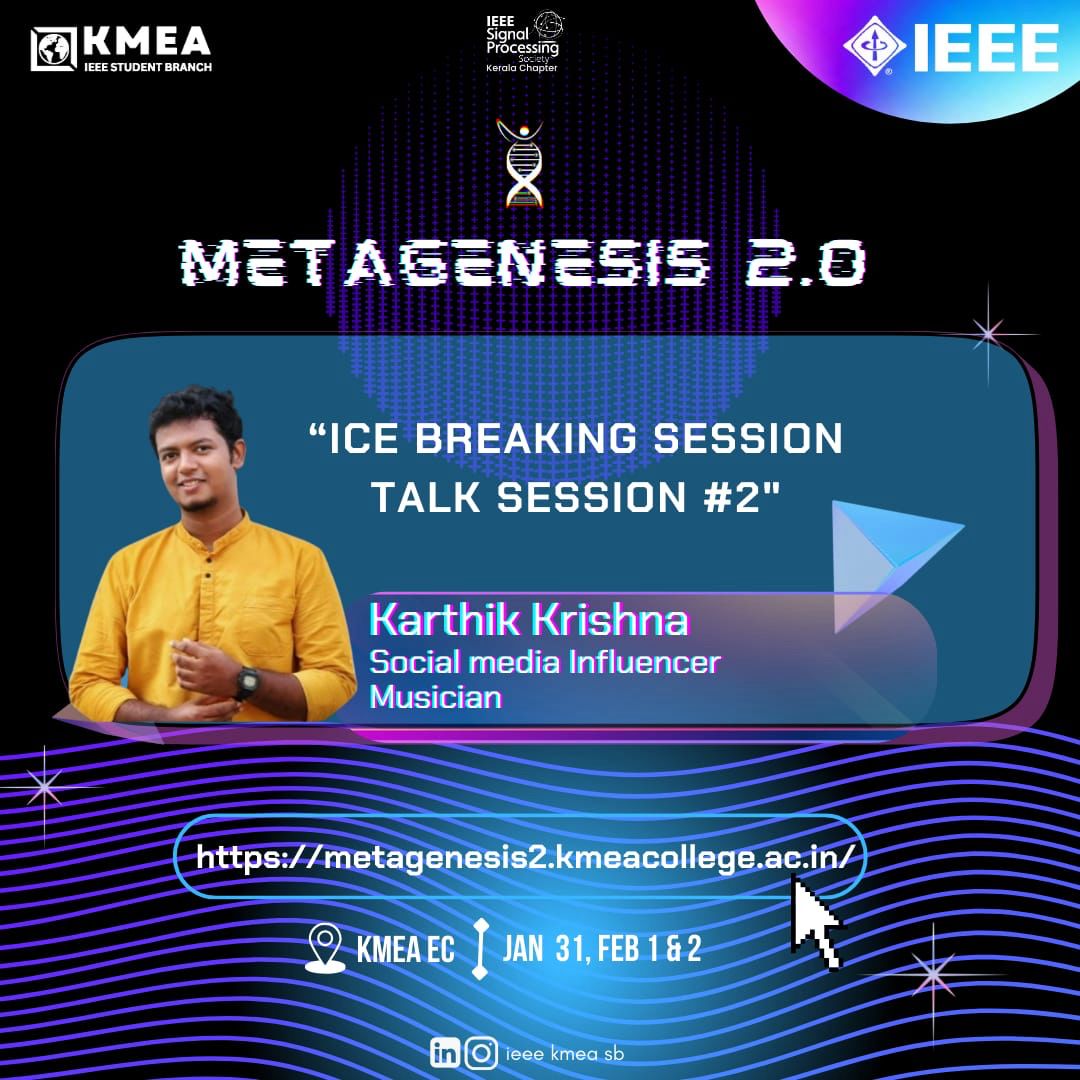 KMEA
IEEE STUDENT BRANCH
IEEE
Signal
Processing
Society
Kerala Chapter
IEEE
METAGENESIS 2.0
“ICE BREAKING SESSION
TALK SESSION #2"
Karthik Krishna
Social media Influencer
Musician
https://metagenesis2.kmeacollege.ac.in/
KMEA EC
JAN 31, FEB 1 & 2
in
ieee kmea sb